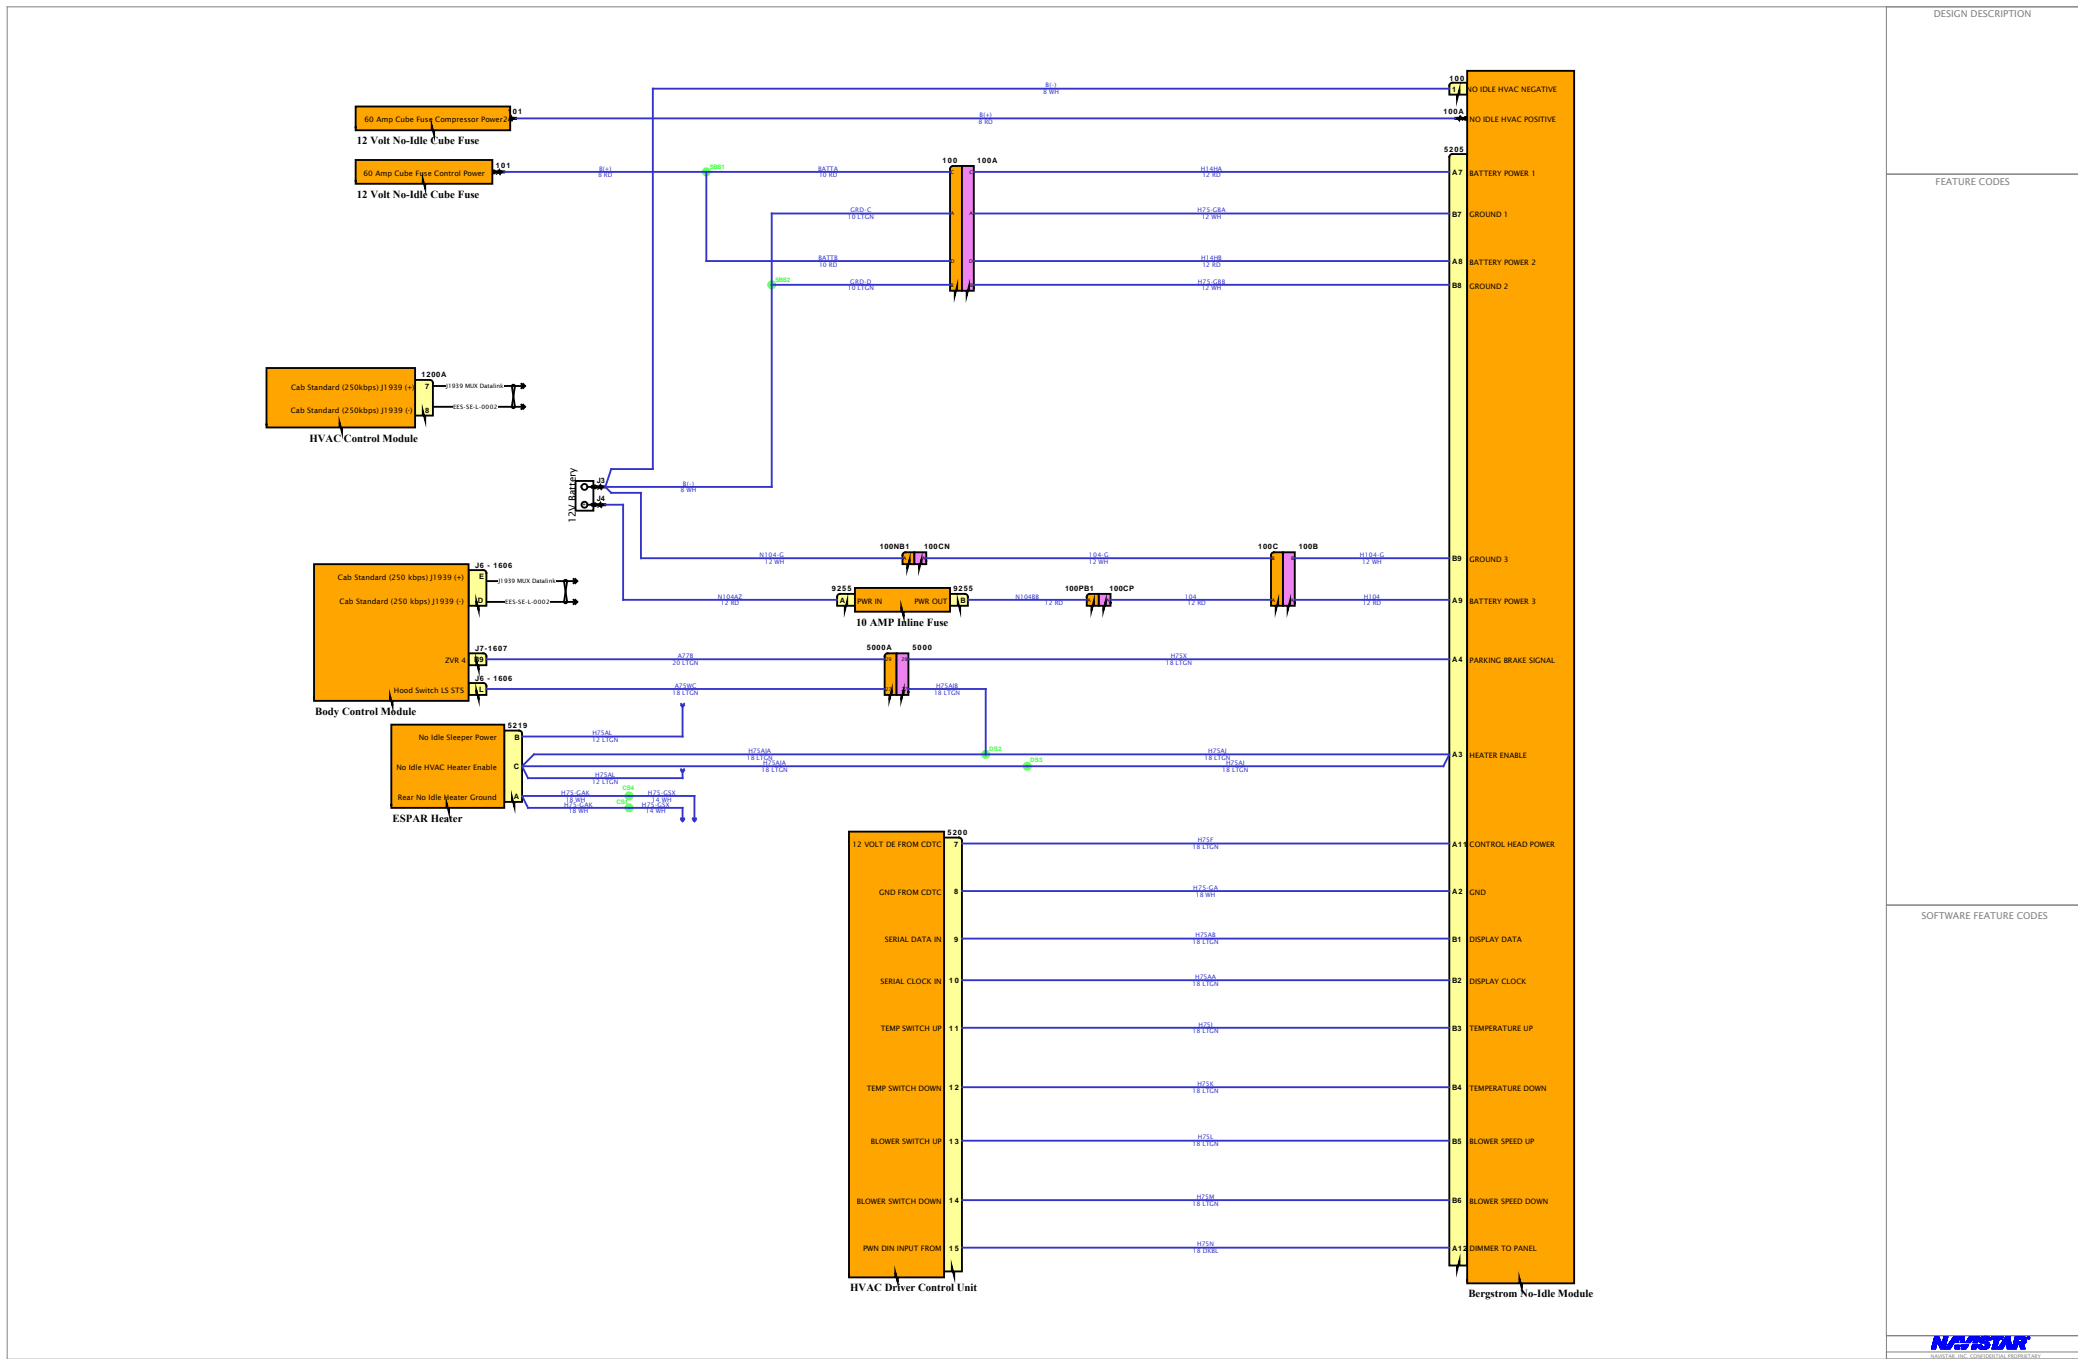 DESIGN DESCRIPTION
FEATURE CODES
SOFTWARE FEATURE CODES
NAVISTAR
NAVISTAR, INC. CONFIDENTIAL PROPRIETARY
60 Amp Cube Fuse Compressor Power2
101
12 Volt No-Idle Cube Fuse
60 Amp Cube Fuse Control Power
101
12 Volt No-Idle Cube Fuse
B(-)
8 WH
B(+)
8 RD
100
1
NO IDLE HVAC NEGATIVE
100A
NO IDLE HVAC POSITIVE
B(+)
8 RD
SBS1
BATTA
10 RD
100
100A
C
C
H14HA
12 RD
5205
A7
BATTERY POWER 1
GRD-C
10 LTGN
A
A
H75-GBA
12 WH
B7
GROUND 1
BATTB
10 RD
D
D
H14HB
12 RD
A8
BATTERY POWER 2
SBS2
GRD-D
10 LTGN
H75-GBB
12 WH
B8
GROUND 2
1200A
Cab Standard (250kbps) J1939 (+)
7
J1939 MUX Datalink
Cab Standard (250kbps) J1939 (-)
8
EES-SE-L-0002
HVAC Control Module
12V Battery
J3
J4
B(-)
8 WH
N104-G
12 WH
100NB1
100CN
104-G
12 WH
100C
100B
H104-G
12 WH
B9
GROUND 3
N104AZ
12 RD
9255
A
PWR IN
PWR OUT
9255
B
10 AMP Inline Fuse
N104BB
12 RD
100PB1
100CP
104
12 RD
H104
12 RD
A9
BATTERY POWER 3
J6 - 1606
Cab Standard (250 kbps) J1939 (+)
E
J1939 MUX Datalink
Cab Standard (250 kbps) J1939 (-)
D
EES-SE-L-0002
J7-1607
ZVR 4
B9
A77B
20 LTGN
5000A
5000
29
29
H75X
18 LTGN
A4
PARKING BRAKE SIGNAL
J6 - 1606
Hood Switch LS STS
L
A75WC
18 LTGN
H75AJB
18 LTGN
Body Control Module
5219
No Idle Sleeper Power
B
H75AL
12 LTGN
No Idle HVAC Heater Enable
C
H75AJA
18 LTGN
H75AJA
18 LTGN
DS2
DS3
H75AJ
18 LTGN
H75AJ
18 LTGN
A3
HEATER ENABLE
H75AL
12 LTGN
Rear No Idle Heater Ground
A
H75-GAK
18 WH
CS4
H75-GSX
14 WH
H75-GAK
18 WH
H75-GSX
14 WH
ESPAR Heater
5200
12 VOLT DE FROM CDTC
7
H75F
18 LTGN
A11
CONTROL HEAD POWER
GND FROM CDTC
8
H75-GA
18 WH
A2
GND
SERIAL DATA IN
9
H75AB
18 LTGN
B1
DISPLAY DATA
SERIAL CLOCK IN
10
H75AA
18 LTGN
B2
DISPLAY CLOCK
TEMP SWITCH UP
11
H75J
18 LTGN
B3
TEMPERATURE UP
TEMP SWITCH DOWN
12
H75K
18 LTGN
B4
TEMPERATURE DOWN
BLOWER SWITCH UP
13
H75L
18 LTGN
B5
BLOWER SPEED UP
BLOWER SWITCH DOWN
14
H75M
18 LTGN
B6
BLOWER SPEED DOWN
PWN DIN INPUT FROM
15
H75N
18 DKBL
A12
DIMMER TO PANEL
HVAC Driver Control Unit
Bergstrom No-Idle Module